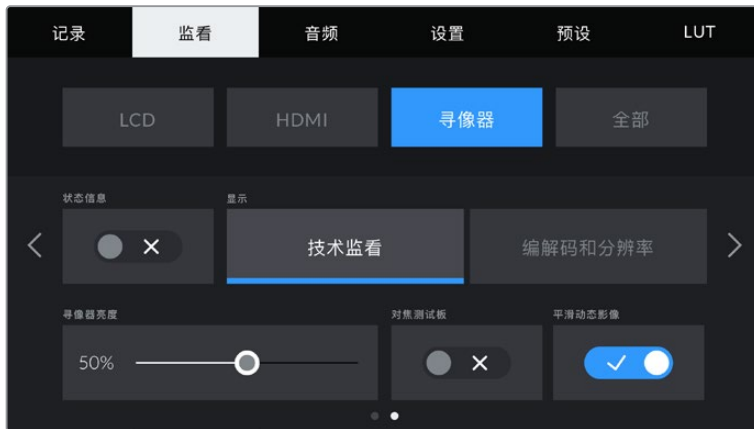 记录 监看 音频 设置 预设 LUT
LCD HDMI 寻像器 全部
状态信息 显示
技术监看 编解码和分辨率
寻像器亮度 对焦测试板 平滑动态影像
50%